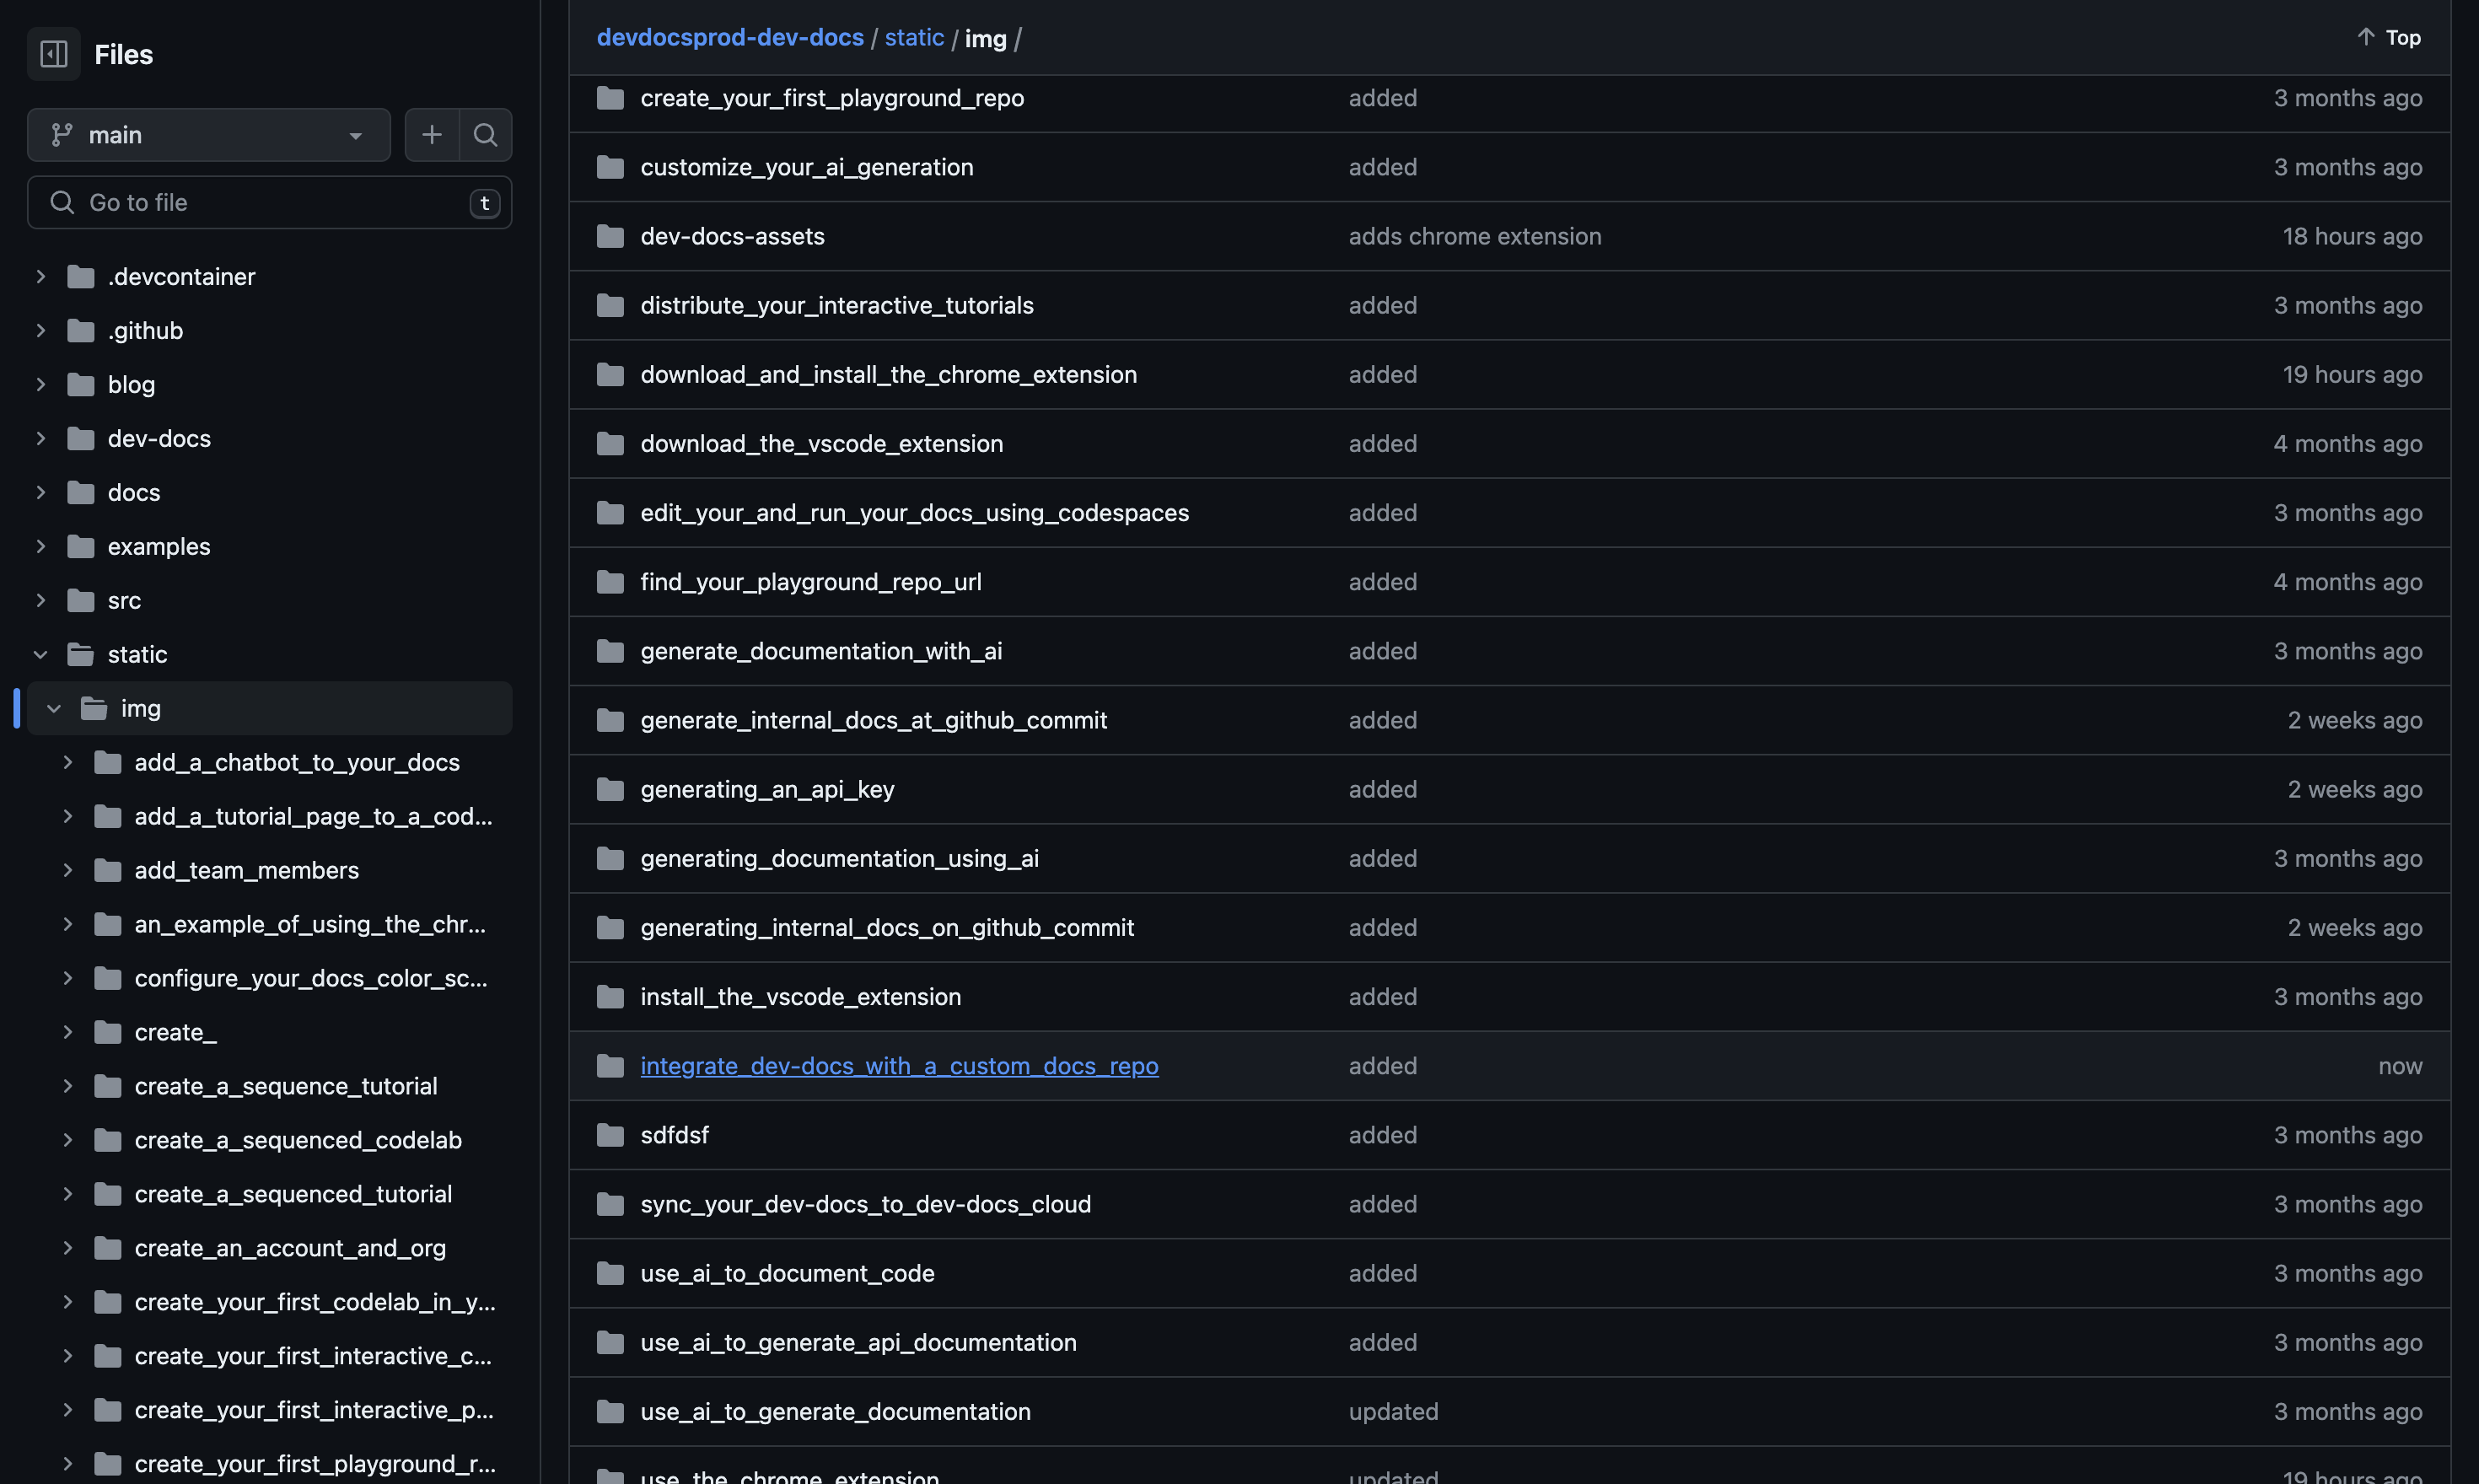 Files
main
Go to file
t
.devcontainer
.github
blog
dev-docs
docs
examples
src
static
img
add_a_chatbot_to_your_docs
add_a_tutorial_page_to_a_cod...
add_team_members
an_example_of_using_the_chr...
configure_your_docs_color_sc...
create_
create_a_sequence_tutorial
create_a_sequenced_codelab
create_a_sequenced_tutorial
create_an_account_and_org
create_your_first_codelab_in_y...
create_your_first_interactive_c...
create_your_first_interactive_p...
create_your_first_playground_r...
devdocsprod-dev-docs / static / img / Top
create_your_first_playground_repo added 3 months ago
customize_your_ai_generation added 3 months ago
dev-docs-assets adds chrome extension 18 hours ago
distribute_your_interactive_tutorials added 3 months ago
download_and_install_the_chrome_extension added 19 hours ago
download_the_vscode_extension added 4 months ago
edit_your_and_run_your_docs_using_codespaces added 3 months ago
find_your_playground_repo_url added 4 months ago
generate_documentation_with_ai added 3 months ago
generate_internal_docs_at_github_commit added 2 weeks ago
generating_an_api_key added 2 weeks ago
generating_documentation_using_ai added 3 months ago
generating_internal_docs_on_github_commit added 2 weeks ago
install_the_vscode_extension added 3 months ago
integrate_dev-docs_with_a_custom_docs_repo added now
sdfdsf added 3 months ago
sync_your_dev-docs_to_dev-docs_cloud added 3 months ago
use_ai_to_document_code added 3 months ago
use_ai_to_generate_api_documentation added 3 months ago
use_ai_to_generate_documentation updated 3 months ago
use_the_chrome_extension updated 19 hours ago